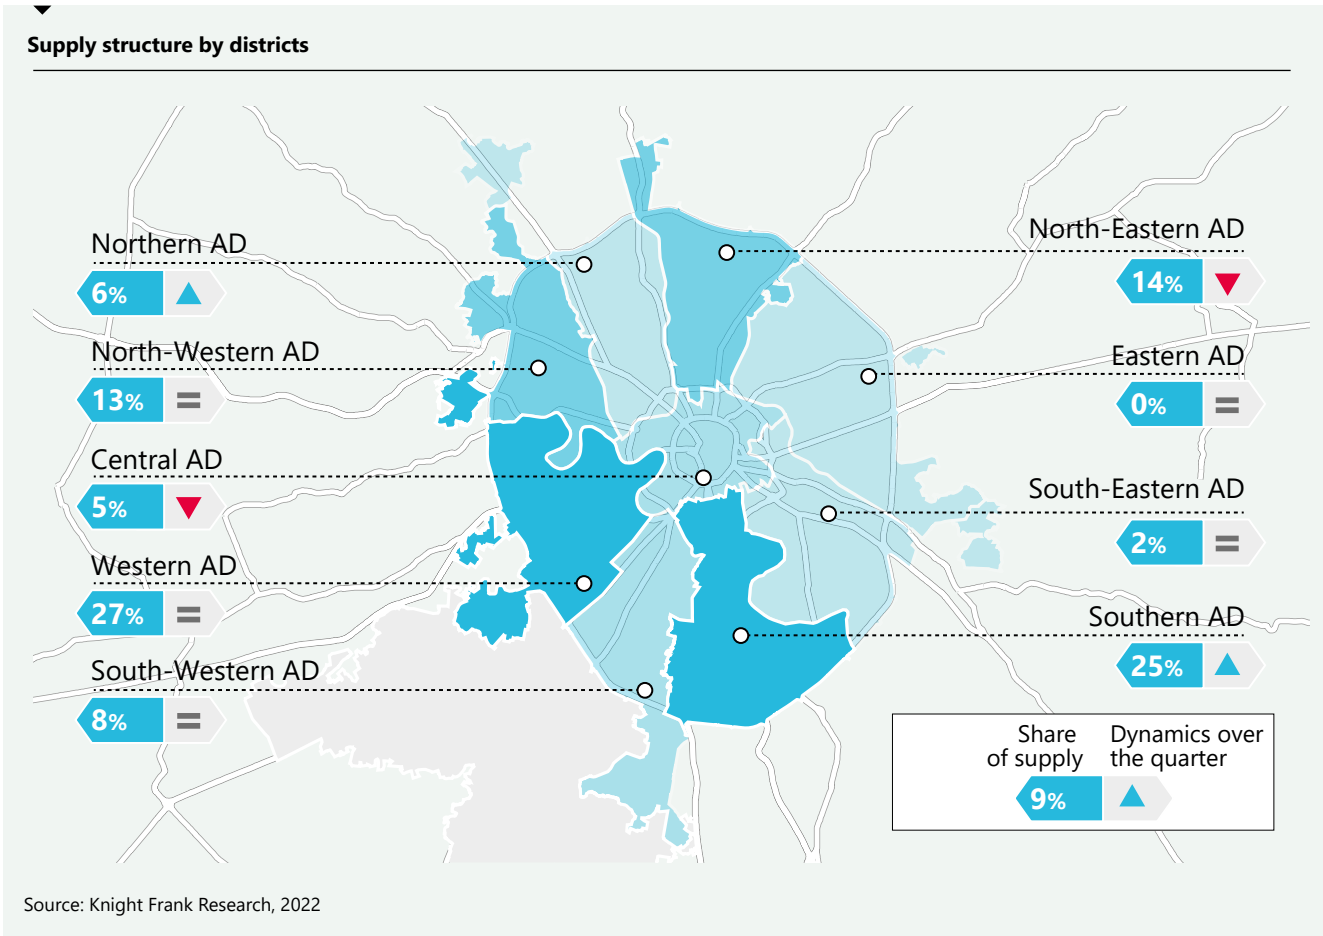 Supply structure by districts
Northern AD
6%
North-Western AD
13%
=
Central AD
5%
Western AD
27%
=
South-Western AD
8%
=
North-Eastern AD
14%
Eastern AD
0%
=
South-Eastern AD
2%
=
Southern AD
25%
Share
of supply
Dynamics over
the quarter
9%
Source: Knight Frank Research, 2022